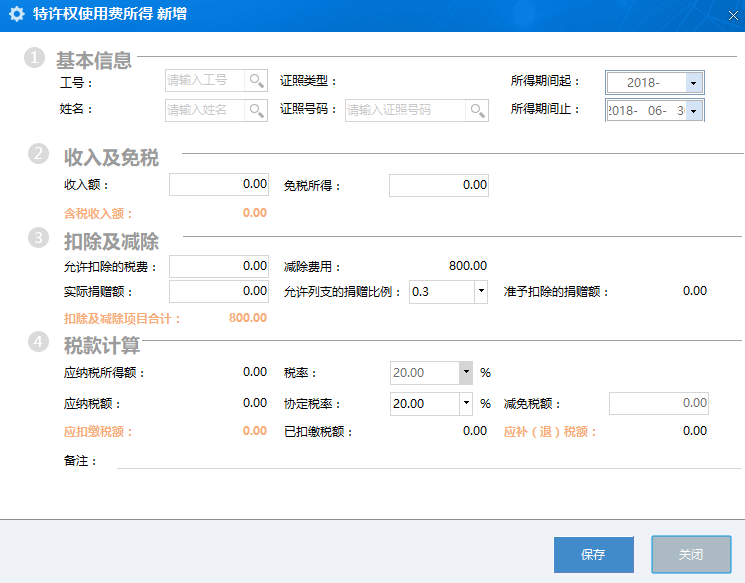 特许权使用费所得 新增
1 基本信息
工号： 请输入工号 证照类型： 所得期间起： 2018-
姓名： 请输入姓名 证照号码： 请输入证照号码 所得期间止： 2018- 06- 3
2 收入及免税
收入额： 0.00 免税所得： 0.00
含税收入额： 0.00
3 扣除及减除
允许扣除的税费： 0.00 减除费用： 800.00
实际捐赠额： 0.00 允许列支的捐赠比例： 0.3 准予扣除的捐赠额： 0.00
扣除及减除项目合计： 800.00
4 税款计算
应纳税所得额： 0.00 税率： 20.00 %
应纳税额： 0.00 协定税率： 20.00 % 减免税额： 0.00
应扣缴税额： 0.00 已扣缴税额： 0.00 应补（退）税额： 0.00
备注：
保存 关闭